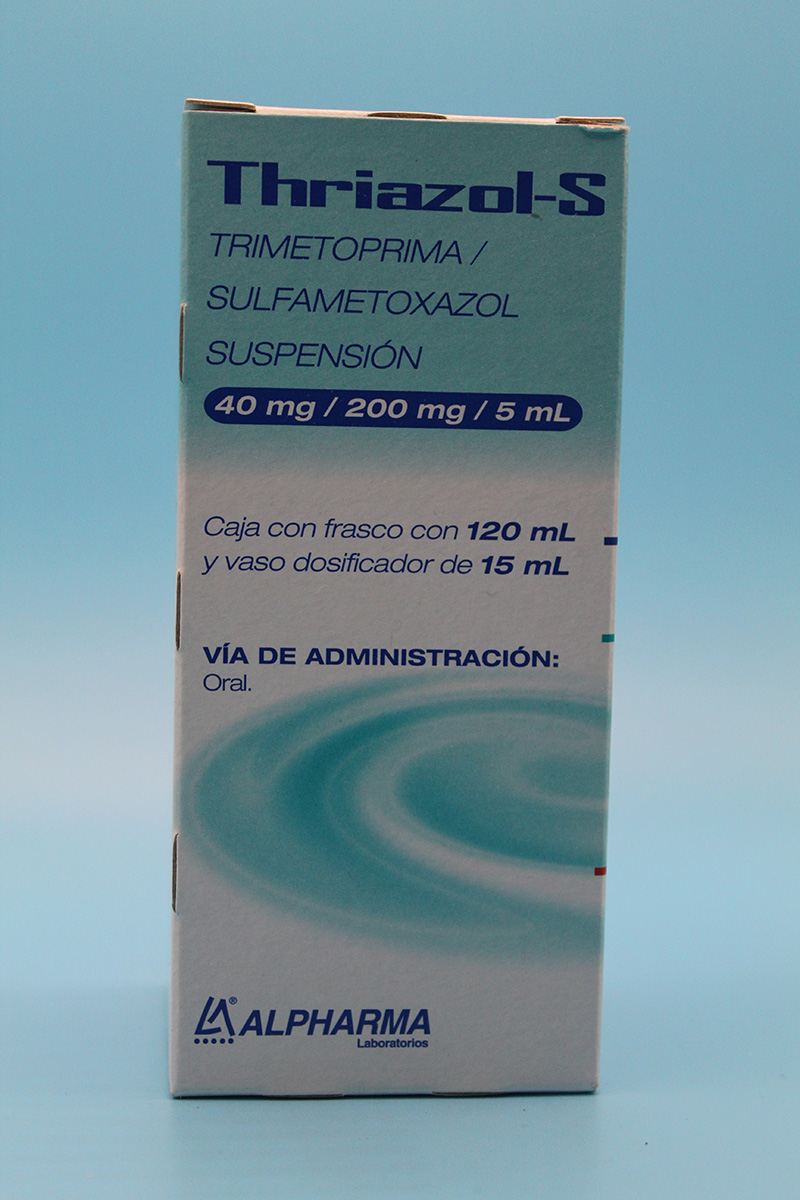 Thriazol-S
TRIMETOPRIMA /
SULFAMETOXAZOL
SUSPENSIÓN
40 mg / 200 mg / 5 mL
Caja con frasco con 120 mL
y vaso dosificador de 15 mL
VÍA DE ADMINISTRACIÓN:
Oral.
LA® ALPHARMA
Laboratorios